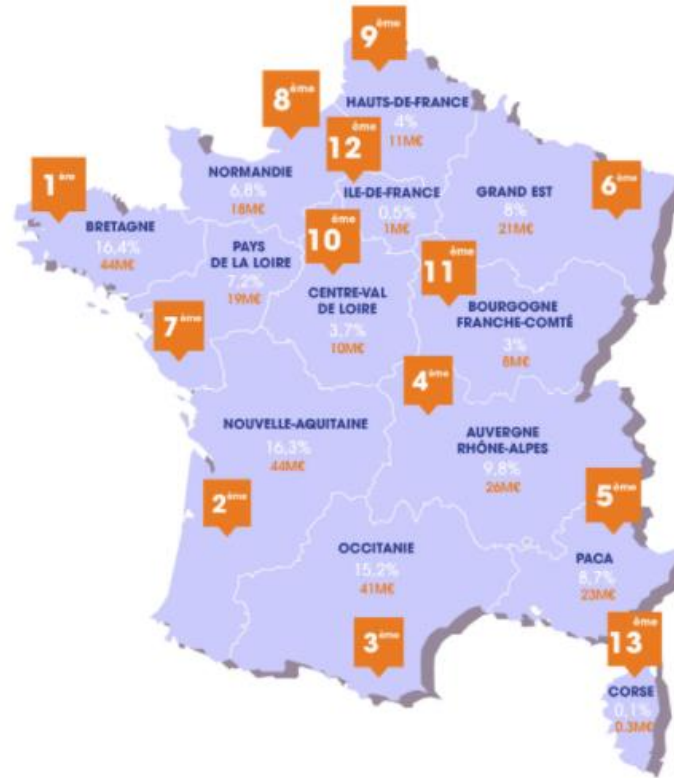 9ème
HAUTS-DE-FRANCE
4%
11M€
8ème
NORMANDIE
6,8%
18M€
12ème
ILE-DE-FRANCE
0,5%
1M€
GRAND EST
8%
21M€
6ème
1ère
BRETAGNE
16,4%
44M€
PAYS
DE LA LOIRE
7,2%
19M€
7ème
10ème
CENTRE-VAL
DE LOIRE
3,7%
10M€
11ème
BOURGOGNE
FRANCHE-COMTÉ
3%
8M€
4ème
AUVERGNE
RHÔNE-ALPES
9,8%
26M€
NOUVELLE-AQUITAINE
16,3%
44M€
2ème
5ème
PACA
8,7%
23M€
OCCITANIE
15,2%
41M€
3ème
13ème
CORSE
0,1%
0.3M€